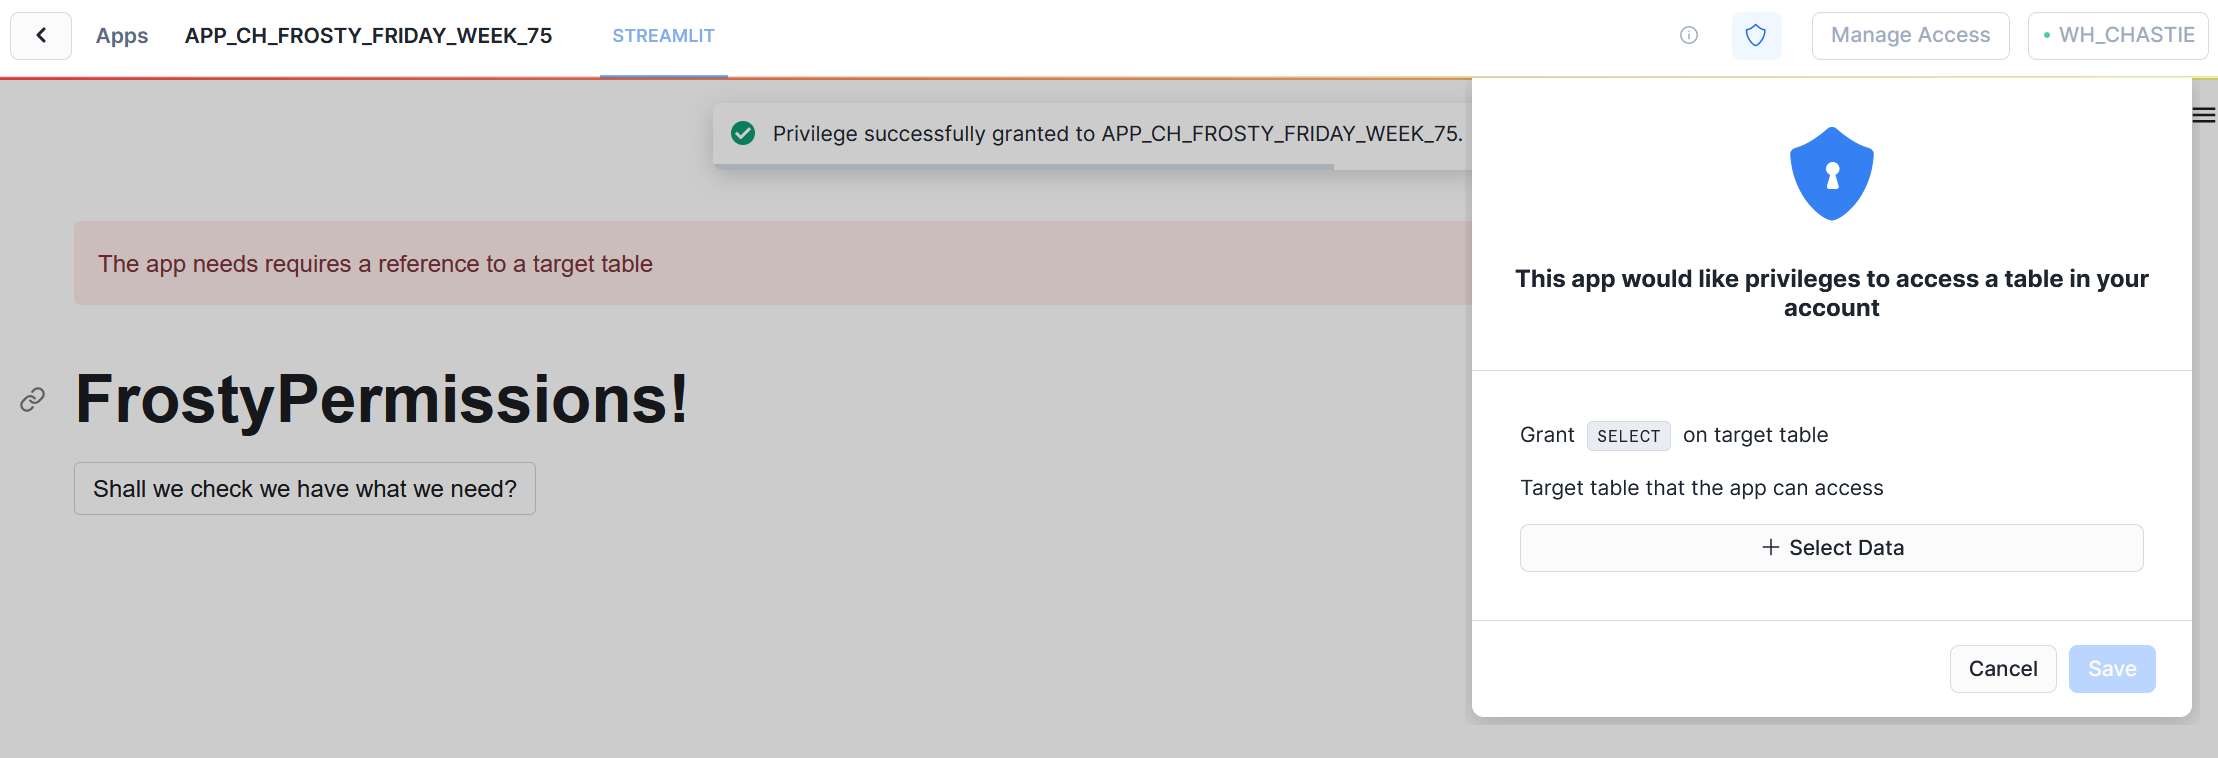 Apps APP_CH_FROSTY_FRIDAY_WEEK_75 STREAMLIT Manage Access WH_CHASTIE
Privilege successfully granted to APP_CH_FROSTY_FRIDAY_WEEK_75.
The app needs requires a reference to a target table
FrostyPermissions!
Shall we check we have what we need?
This app would like privileges to access a table in your
account
Grant SELECT on target table
Target table that the app can access
+ Select Data
Cancel Save